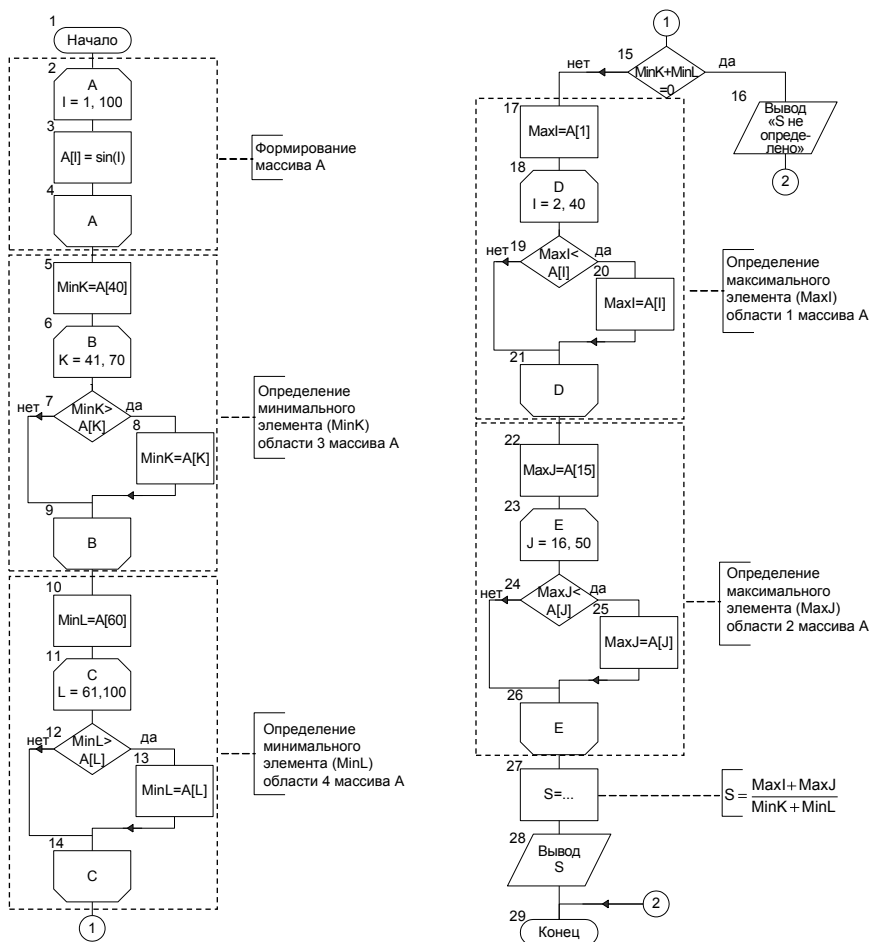 1
Начало
2
A
I = 1, 100
3
A[I] = sin(I)
4
A
Формирование
массива A
5
MinK=A[40]
6
B
K = 41, 70
нет
7
MinK>
A[K]
да
8
MinK=A[K]
9
B
Определение
минимального
элемента (MinK)
области 3 массива A
10
MinL=A[60]
11
C
L = 61,100
нет
12
MinL>
A[L]
да
13
MinL=A[L]
14
C
Определение
минимального
элемента (MinL)
области 4 массива A
1
1
2
15
нет
MinK+MinL
=0
да
16
Вывод
«S не
опреде-
лено»
2
17
MaxI=A[1]
18
D
I = 2, 40
нет
19
MaxI<
A[I]
да
20
MaxI=A[I]
21
D
Определение
максимального
элемента (MaxI)
области 1 массива A
22
MaxJ=A[15]
23
E
J = 16, 50
нет
24
MaxJ<
A[J]
да
25
MaxJ=A[J]
26
E
Определение
максимального
элемента (MaxJ)
области 2 массива A
27
S=...
S = MaxI+MaxJ
MinK+MinL
28
Вывод
S
2
29
Конец